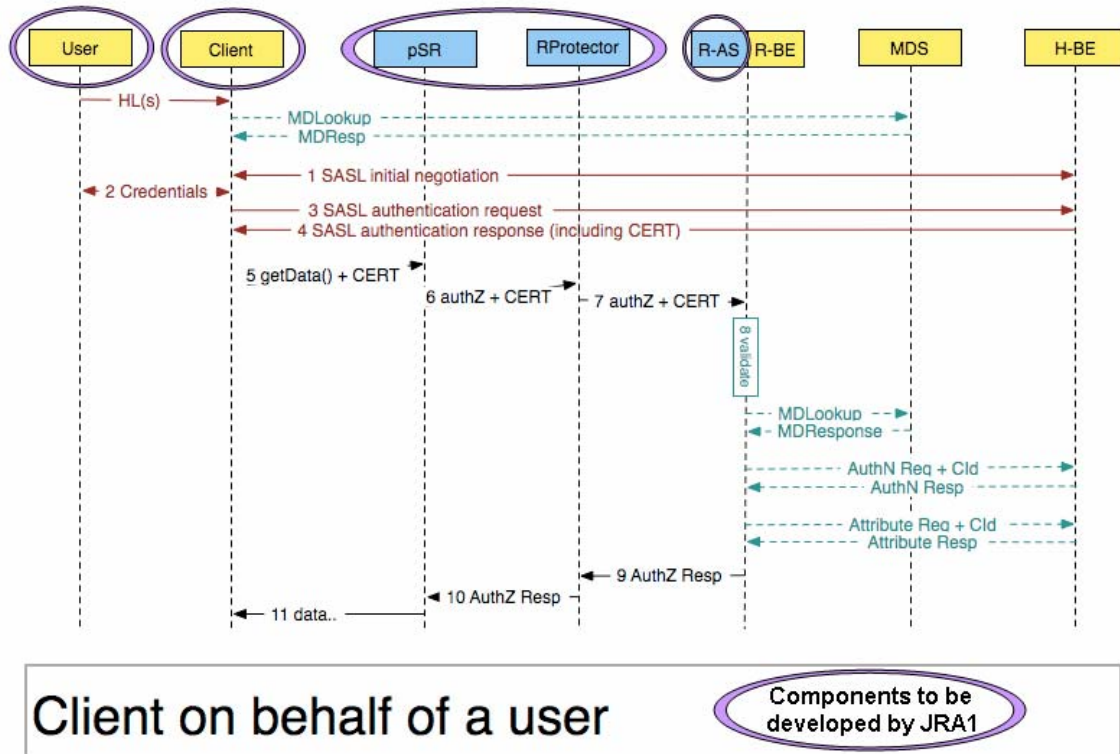 User
Client
pSR
RProtector
R-AS
R-BE
MDS
H-BE
HL(s)
MDLookup
MDResp
1 SASL initial negotiation
2 Credentials
3 SASL authentication request
4 SASL authentication response (including CERT)
5 getData() + CERT
6 authZ + CERT
7 authZ + CERT
8 validate
MDLookup
MDResponse
AuthN Req + CId
AuthN Resp
Attribute Req + CId
Attribute Resp
9 AuthZ Resp
10 AuthZ Resp
11 data..
Client on behalf of a user
Components to be
developed by JRA1